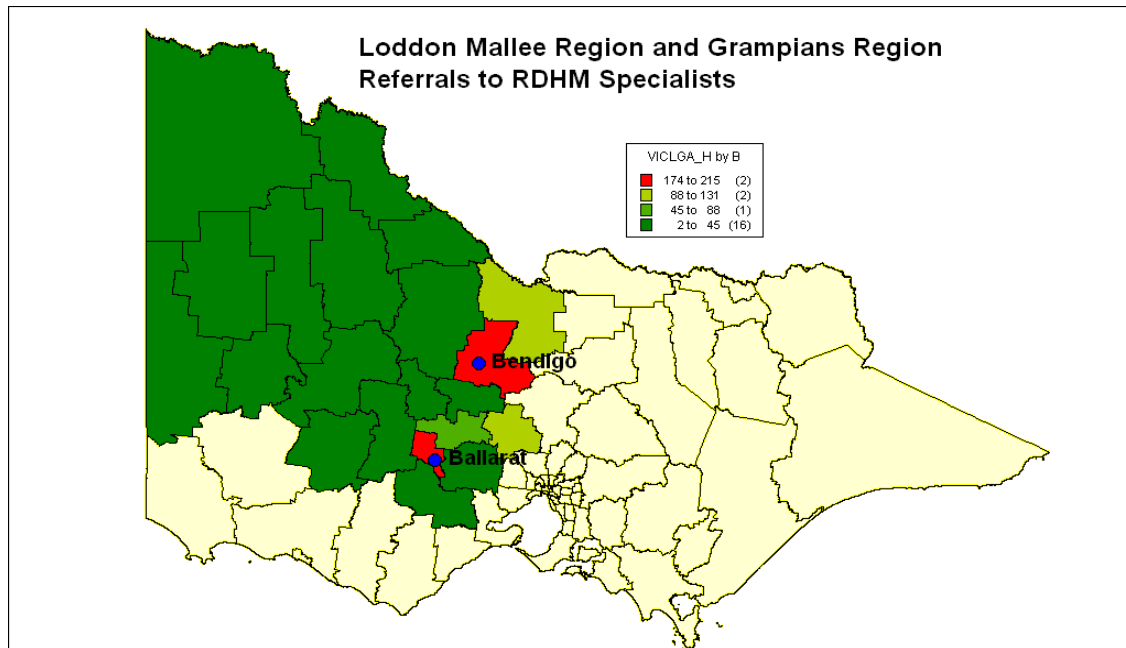 Loddon Mallee Region and Grampians Region
Referrals to RDHM Specialists
VICLGA_H by B
174 to 215 (2)
88 to 131 (2)
45 to 88 (1)
2 to 45 (16)
Bendigo
Ballarat